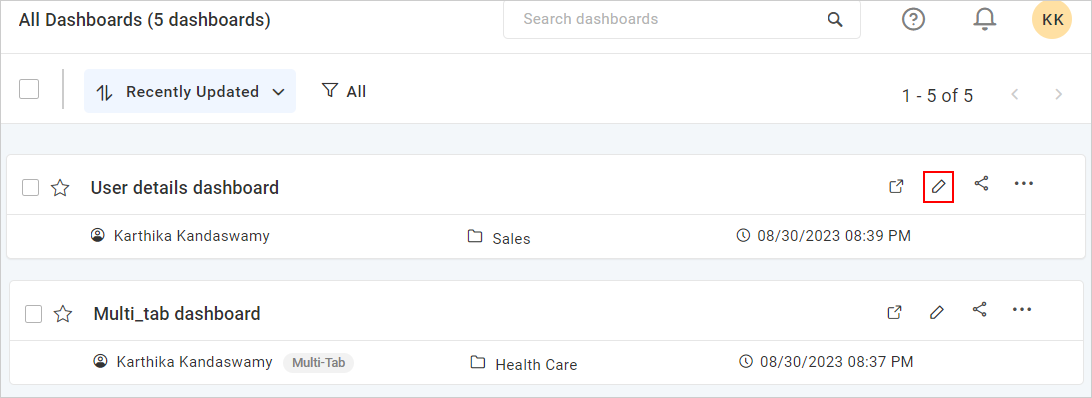 All Dashboards (5 dashboards)
Search dashboards
KK
Recently Updated
All
1 - 5 of 5
User details dashboard
Karthika Kandaswamy
Sales
08/30/2023 08:39 PM
Multi_tab dashboard
Karthika Kandaswamy
Multi-Tab
Health Care
08/30/2023 08:37 PM